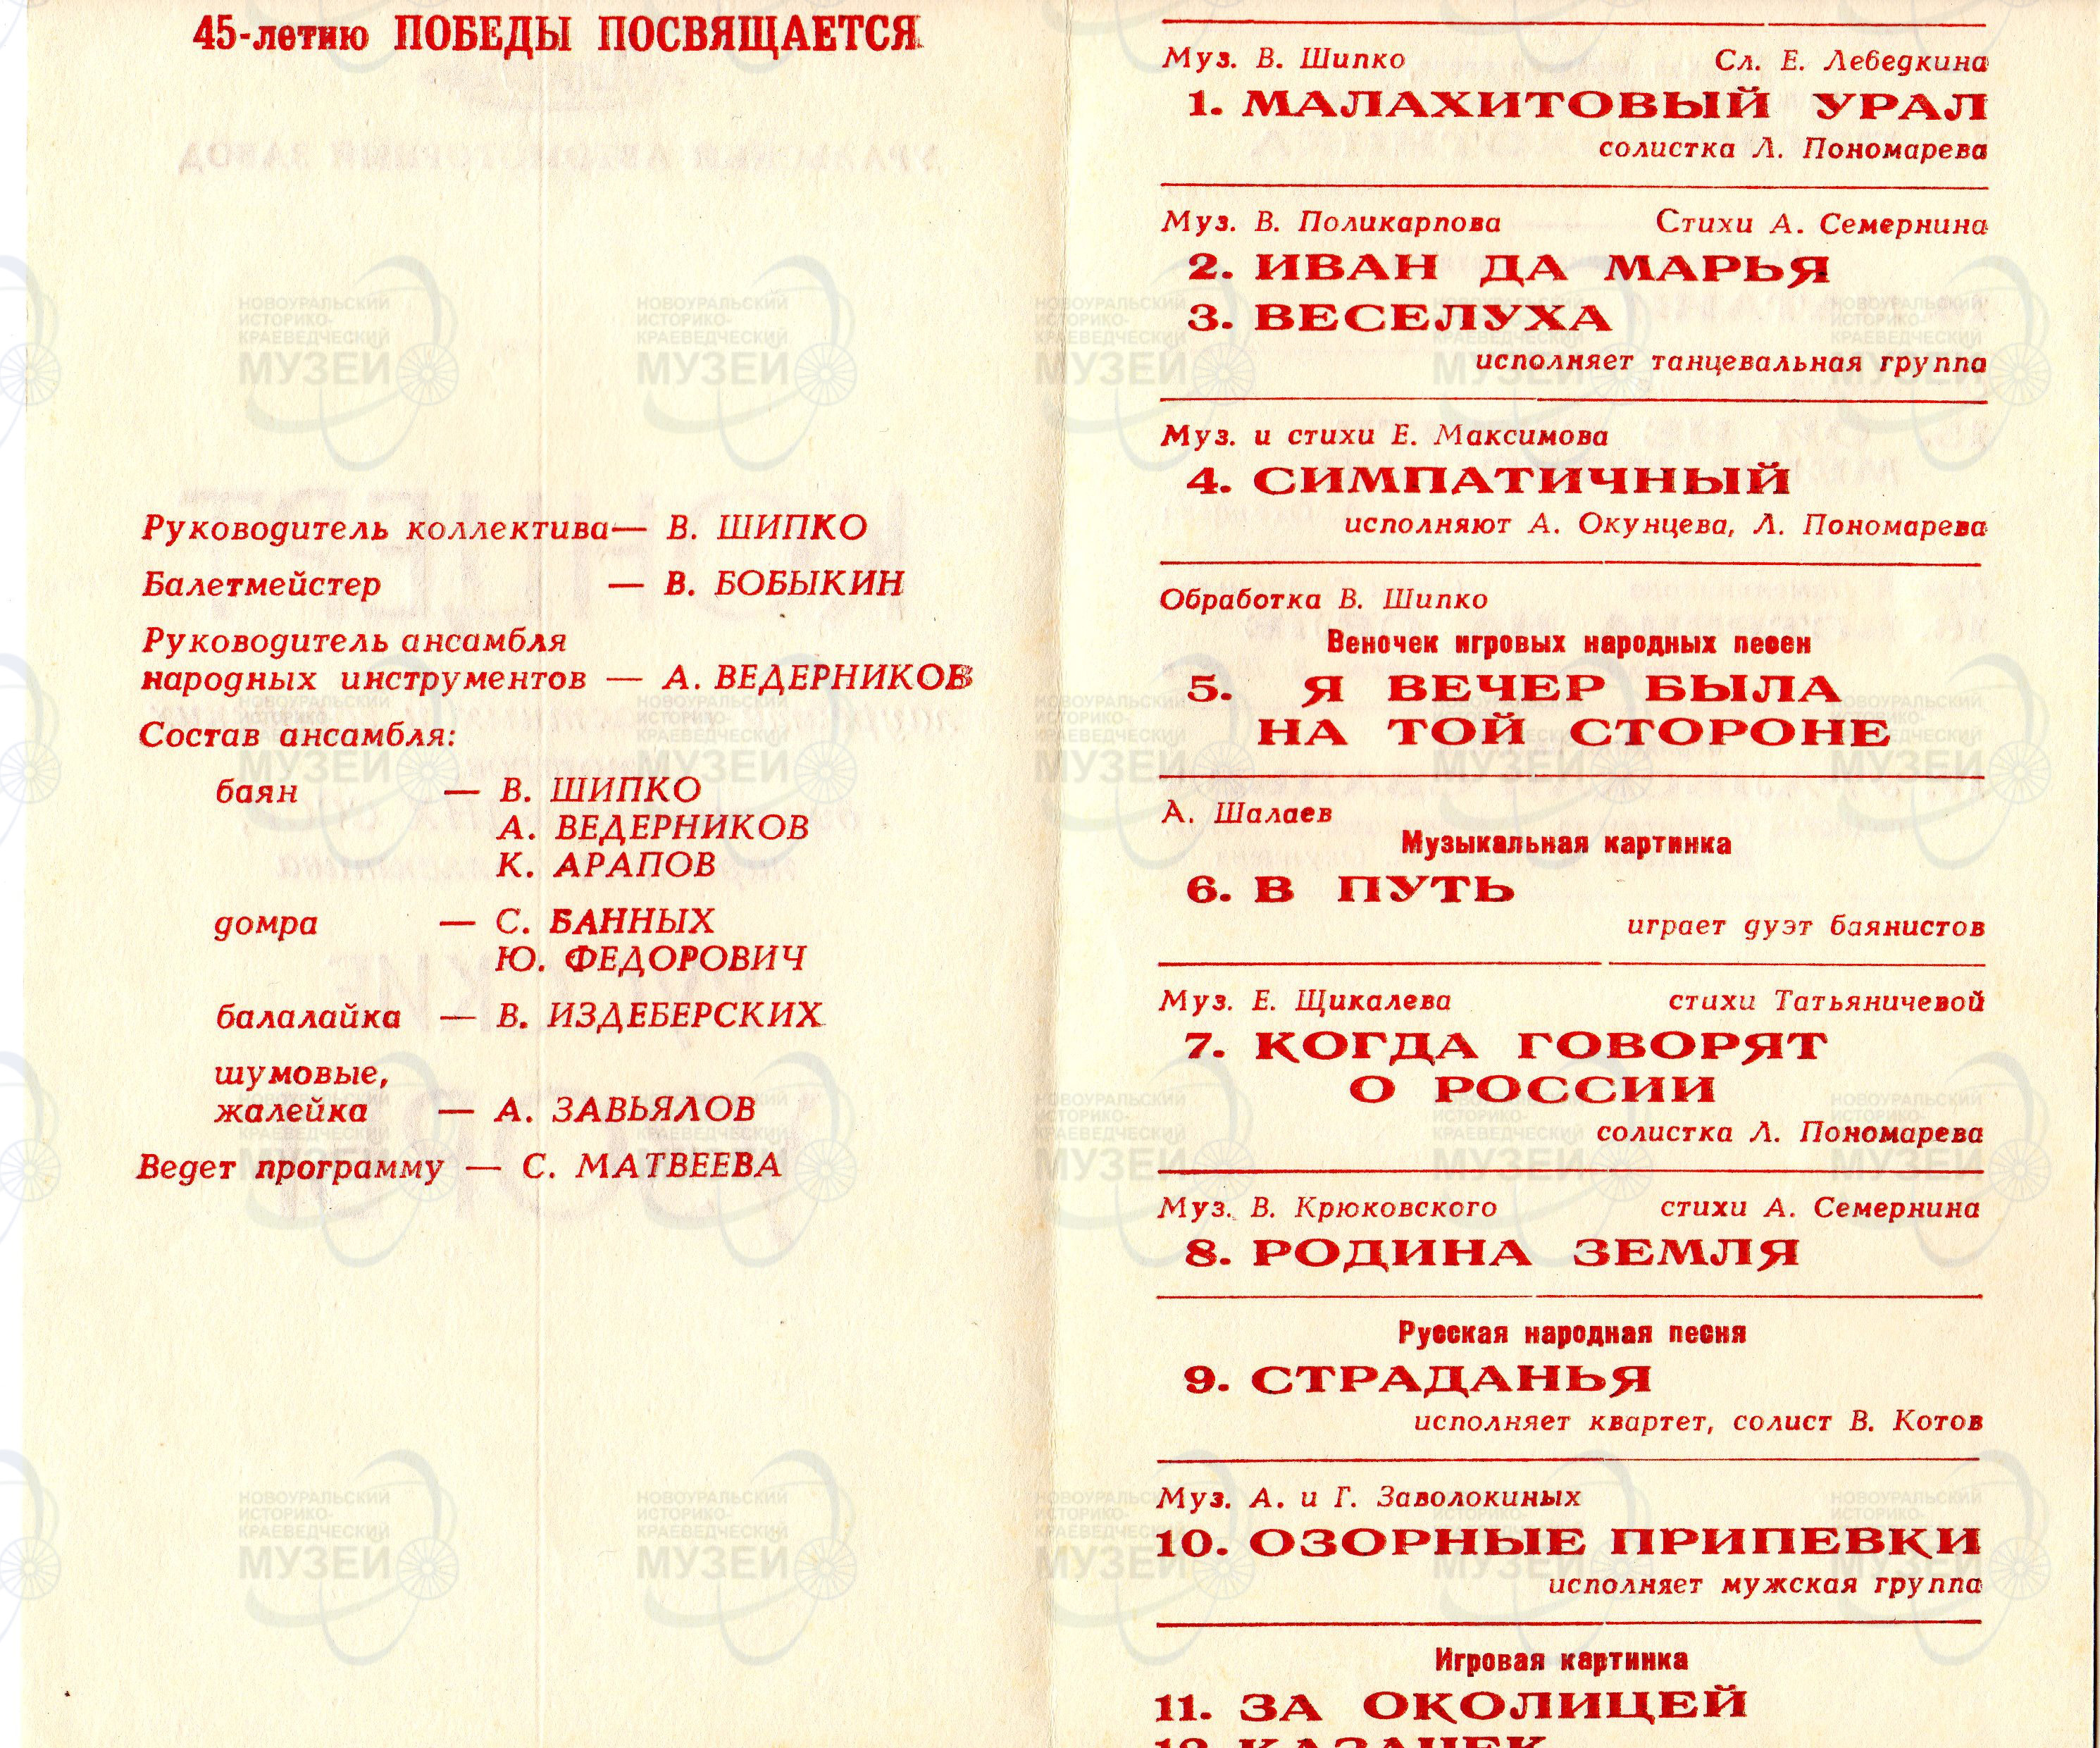 45-летию ПОБЕДЫ ПОСВЯЩАЕТСЯ
Руководитель коллектива— В. ШИПКО
Балетмейстер — В. БОБЫКИН
Руководитель ансамбля
народных инструментов — А. ВЕДЕРНИКОВ
Состав ансамбля:
баян — В. ШИПКО
А. ВЕДЕРНИКОВ
К. АРАПОВ
домра — С. БАННЫХ
Ю. ФЕДОРОВИЧ
балалайка — В. ИЗДЕБЕРСКИХ
шумовые,
жалейка — А. ЗАВЬЯЛОВ
Ведет программу — С. МАТВЕЕВА
Муз. В. Шипко Сл. Е. Лебедкина
1. МАЛАХИТОВЫЙ УРАЛ
солистка Л. Пономарева
Муз. В. Поликарпова Стихи А. Семернина
2. ИВАН ДА МАРЬЯ
3. ВЕСЕЛУХА
исполняет танцевальная группа
Муз. и стихи Е. Максимова
4. СИМПАТИЧНЫЙ
исполняют А. Окунцева, Л. Пономарева
Обработка В. Шипко
Веночек игровых народных песен
5. Я ВЕЧЕР БЫЛА
НА ТОЙ СТОРОНЕ
А. Шалаев
Музыкальная картинка
6. В ПУТЬ
играет дуэт баянистов
Муз. Е. Щикалева стихи Татьяничевой
7. КОГДА ГОВОРЯТ
О РОССИИ
солистка Л. Пономарева
Муз. В. Крюковского стихи А. Семернина
8. РОДИНА ЗЕМЛЯ
Русская народная песня
9. СТРАДАНЬЯ
исполняет квартет, солист В. Котов
Муз. А. и Г. Заволокиных
10. ОЗОРНЫЕ ПРИПЕВКИ
исполняет мужская группа
Игровая картинка
11. ЗА ОКОЛИЦЕЙ
12. КАЗАЧЕК
НОВОУРАЛЬСКИЙ
ИСТОРИКО-
КРАЕВЕДЧЕСКИЙ
МУЗЕЙ